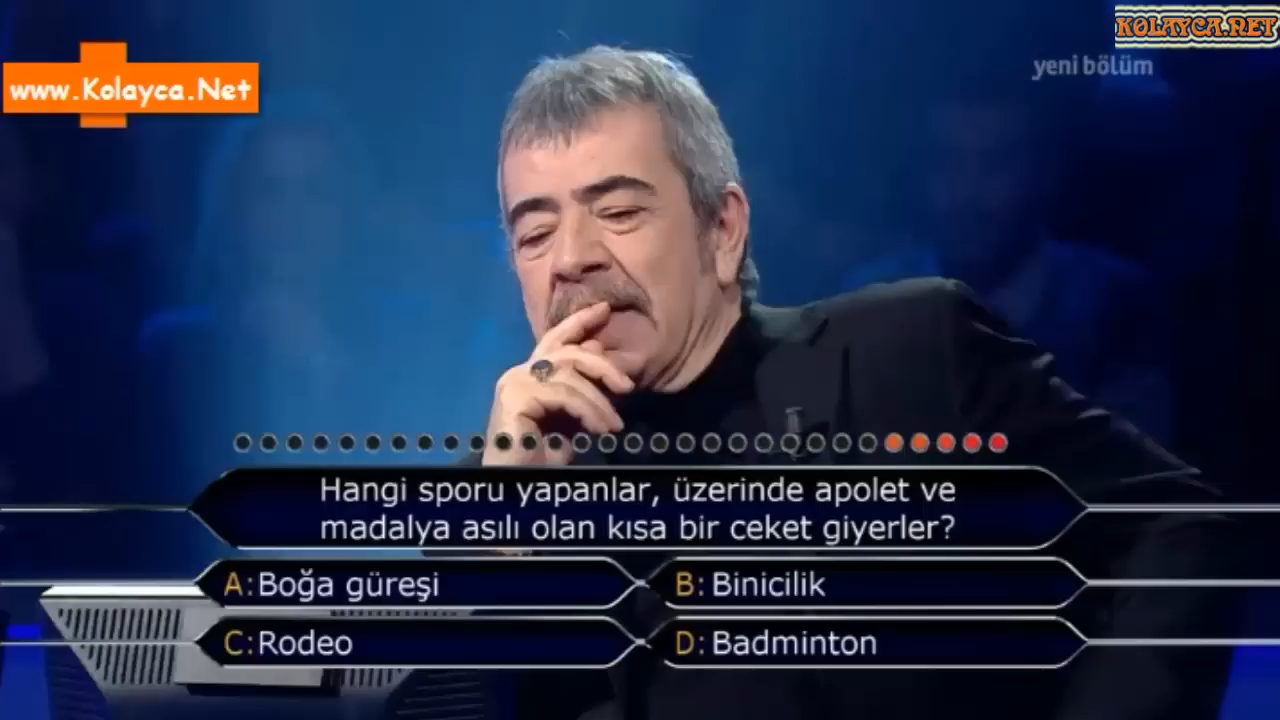 KOLAYCA.NET
www.Kolayca.Net
yeni bölüm
Hangi sporu yapanlar, üzerinde apolet ve
madalya asılı olan kısa bir ceket giyerler?
A: Boğa güreşi
B: Binicilik
C: Rodeo
D: Badminton